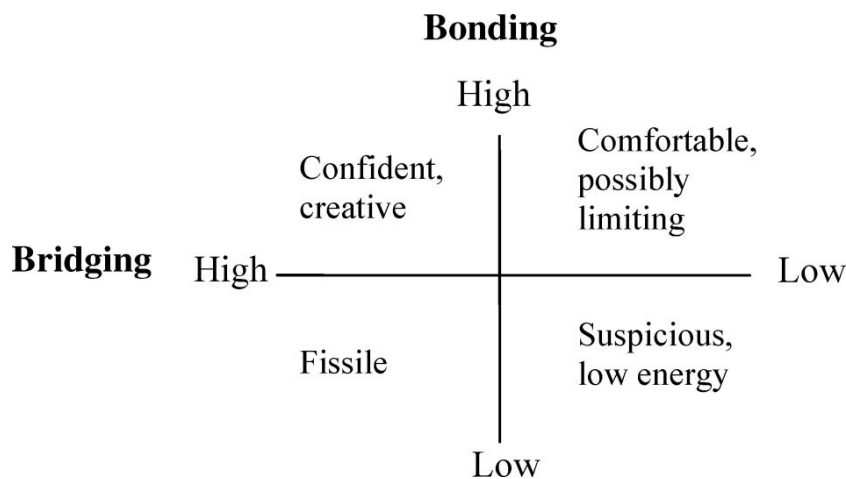 Bonding
High
Confident,
creative
Comfortable,
possibly
limiting
Bridging
High
Low
Fissile
Suspicious,
low energy
Low